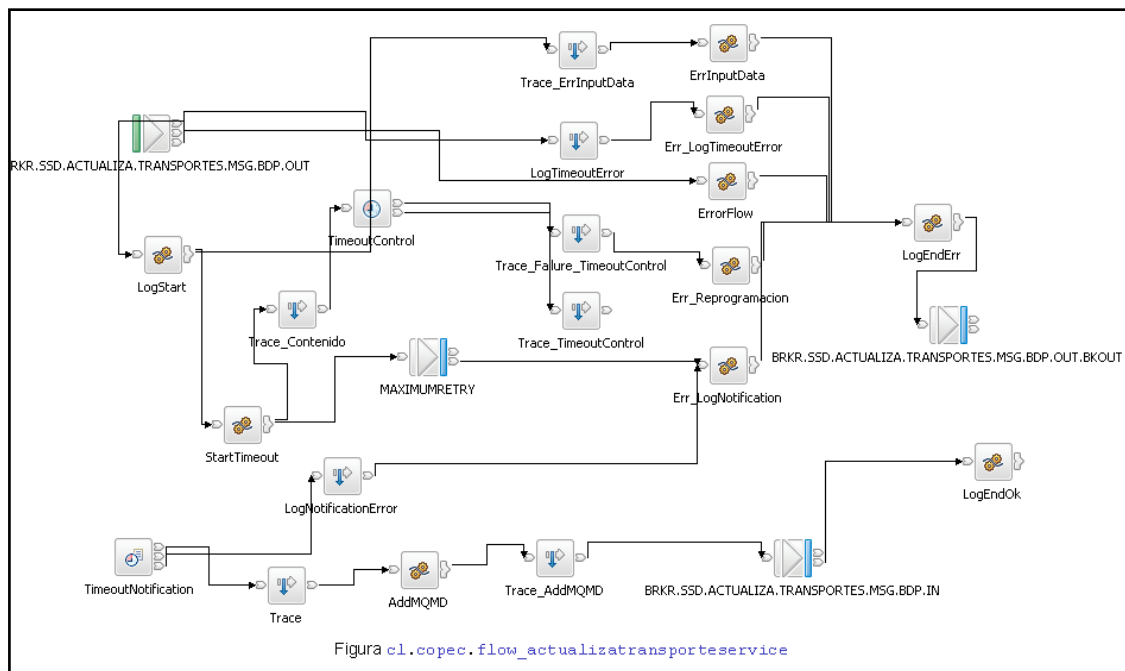 Trace_ErrInputData
ErrInputData
RKR.SSD.ACTUALIZA.TRANSPORTES.MSG.BDP.OUT
LogTimeoutError
Err_LogTimeoutError
ErrorFlow
TimeoutControl
LogStart
Trace_Failure_TimeoutControl
Err_Reprogramacion
LogEndErr
Trace_Contenido
Trace_TimeoutControl
BRKR.SSD.ACTUALIZA.TRANSPORTES.MSG.BDP.OUT.BKOUT
MAXIMUMRETRY
Err_LogNotification
StartTimeout
LogNotificationError
LogEndOk
TimeoutNotification
Trace
AddMQMD
Trace_AddMQMD
BRKR.SSD.ACTUALIZA.TRANSPORTES.MSG.BDP.IN
Figura cl.copec.flow_actualizatransporteservice